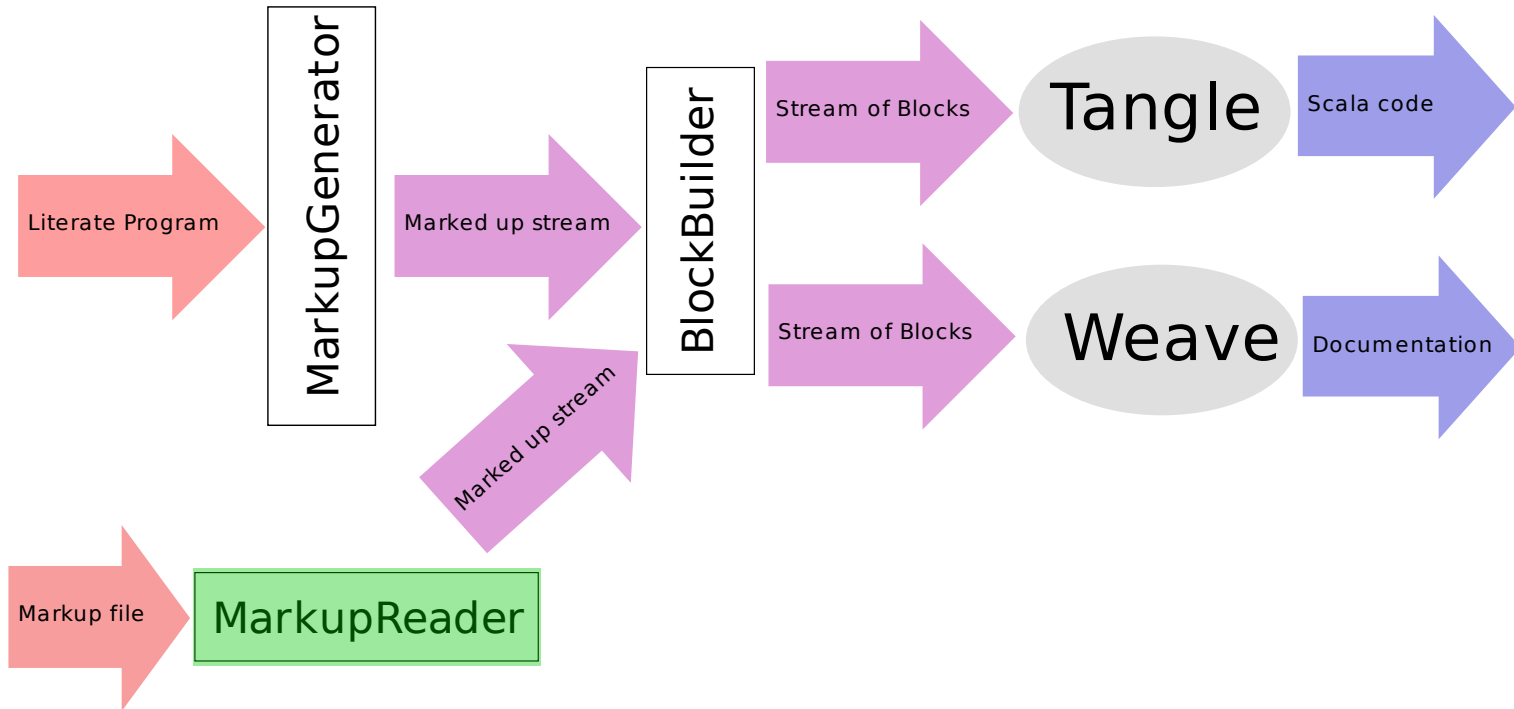 Literate Program
MarkupGenerator
Marked up stream
BlockBuilder
Stream of Blocks
Tangle
Scala code
Stream of Blocks
Weave
Documentation
Marked up stream
Markup file
MarkupReader